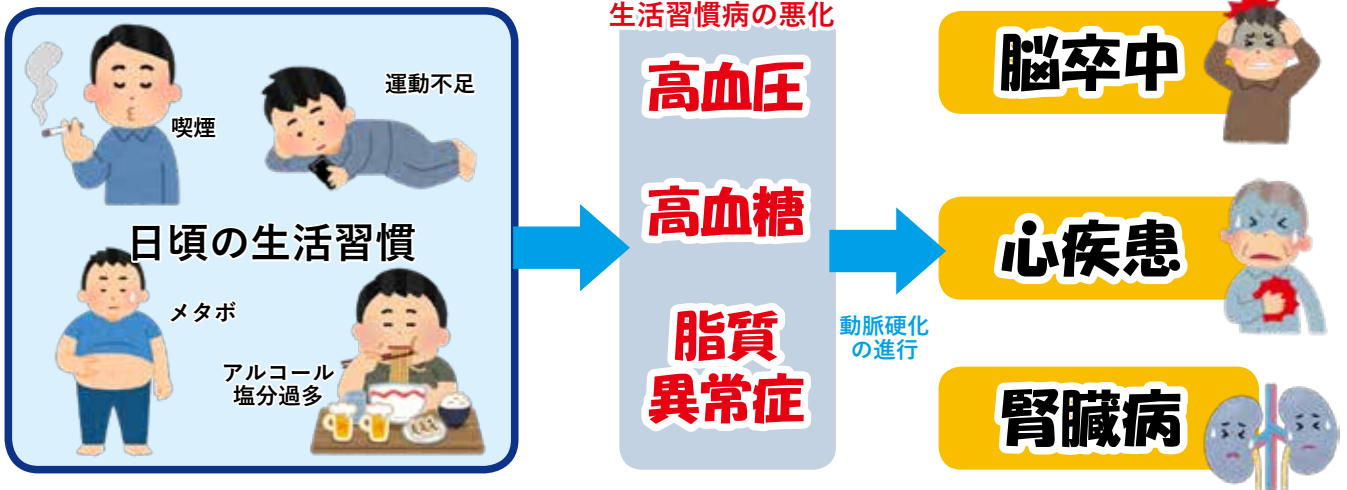 喫煙
運動不足
日頃の生活習慣
メタボ
アルコール
塩分過多
生活習慣病の悪化
高血圧
高血糖
脂質
異常症
動脈硬化
の進行
脳卒中
心疾患
腎臓病